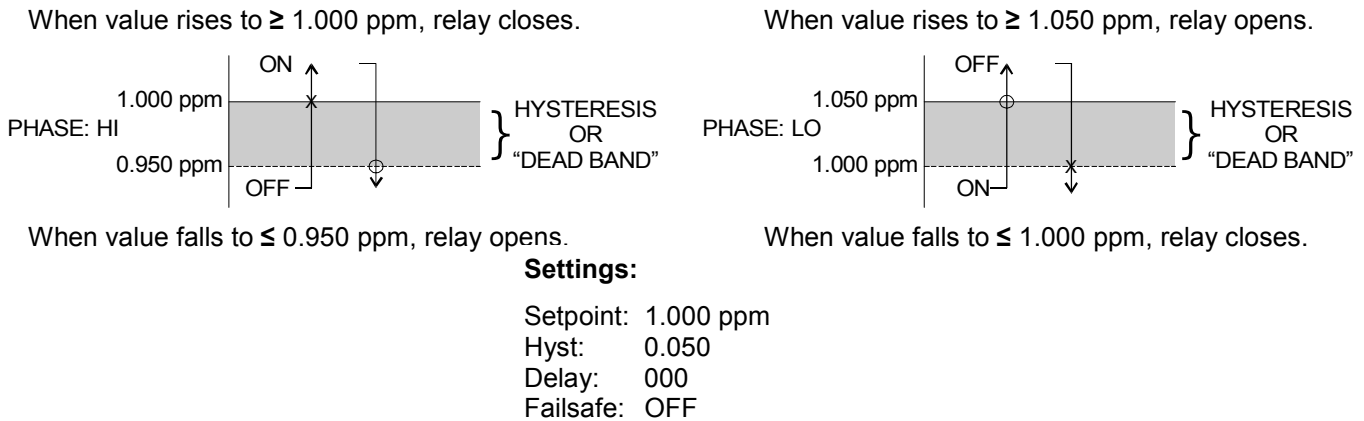 When value rises to ≥ 1.000 ppm, relay closes.
ON
1.000 ppm
PHASE: HI
0.950 ppm
OFF
HYSTERESIS
OR
“DEAD BAND”
When value falls to ≤ 0.950 ppm, relay opens.
When value rises to ≥ 1.050 ppm, relay opens.
OFF
1.050 ppm
PHASE: LO
1.000 ppm
ON
HYSTERESIS
OR
“DEAD BAND”
When value falls to ≤ 1.000 ppm, relay closes.
Settings:
Setpoint: 1.000 ppm
Hyst: 0.050
Delay: 000
Failsafe: OFF